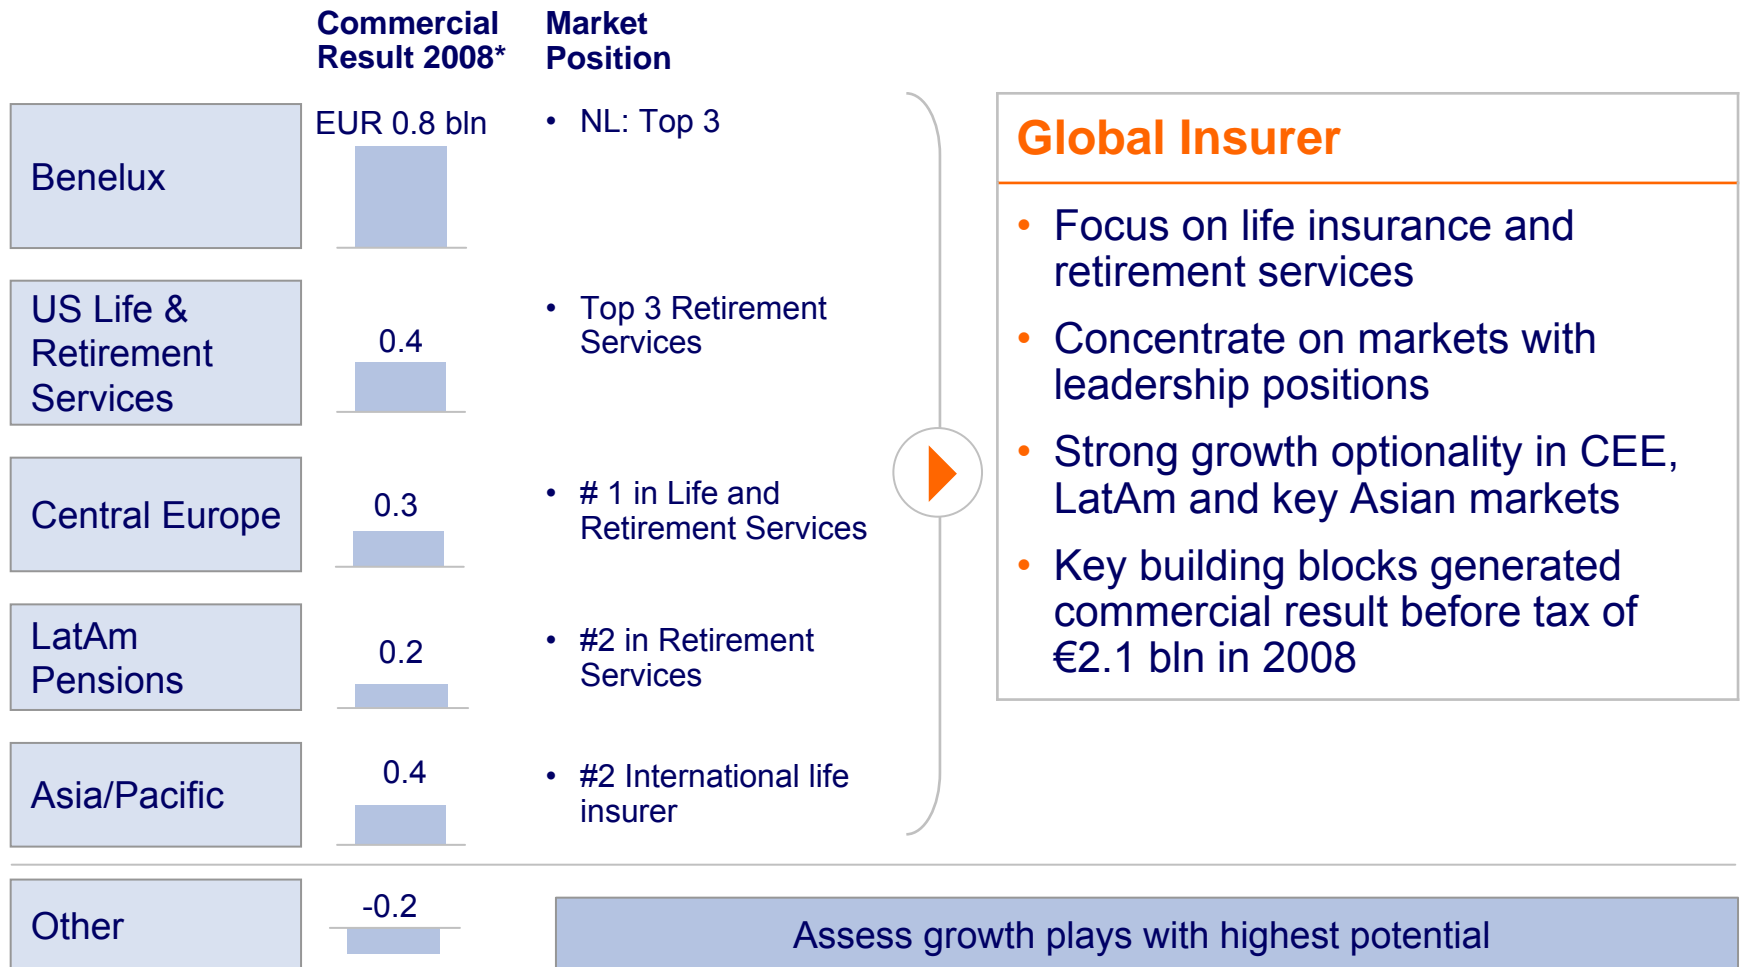 Commercial
Result 2008*
Market
Position
Benelux
EUR 0.8 bln
• NL: Top 3
US Life &
Retirement
Services
0.4
• Top 3 Retirement
Services
Central Europe
0.3
• # 1 in Life and
Retirement Services
LatAm
Pensions
0.2
• #2 in Retirement
Services
Asia/Pacific
0.4
• #2 International life
insurer
Global Insurer
• Focus on life insurance and
retirement services
• Concentrate on markets with
leadership positions
• Strong growth optionality in CEE,
LatAm and key Asian markets
• Key building blocks generated
commercial result before tax of
€2.1 bln in 2008
Other
-0.2
Assess growth plays with highest potential